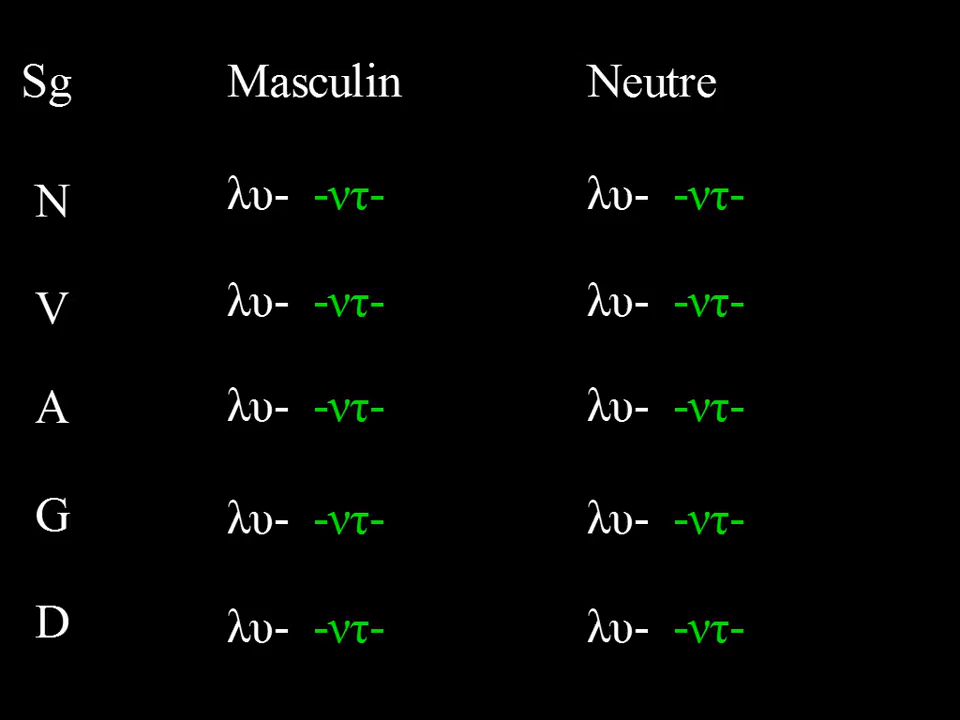 Sg Masculin Neutre
N λυ- -ντ- λυ- -ντ-
V λυ- -ντ- λυ- -ντ-
A λυ- -ντ- λυ- -ντ-
G λυ- -ντ- λυ- -ντ-
D λυ- -ντ- λυ- -ντ-